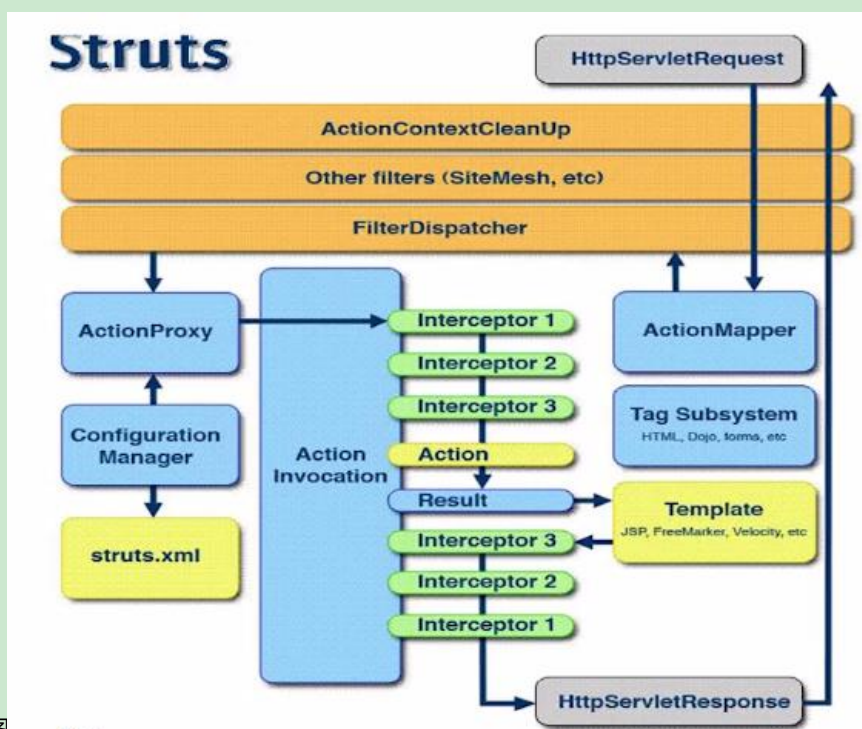 Struts
HttpServletRequest
ActionContextCleanUp
Other filters (SiteMesh, etc)
FilterDispatcher
ActionProxy
Interceptor 1
ActionMapper
Interceptor 2
Interceptor 3
Tag Subsystem
HTML, Dojo, forms, etc
Configuration
Manager
Action
Invocation
Action
Result
Template
JSP, FreeMarker, Velocity, etc
struts.xml
Interceptor 3
Interceptor 2
Interceptor 1
HttpServletResponse